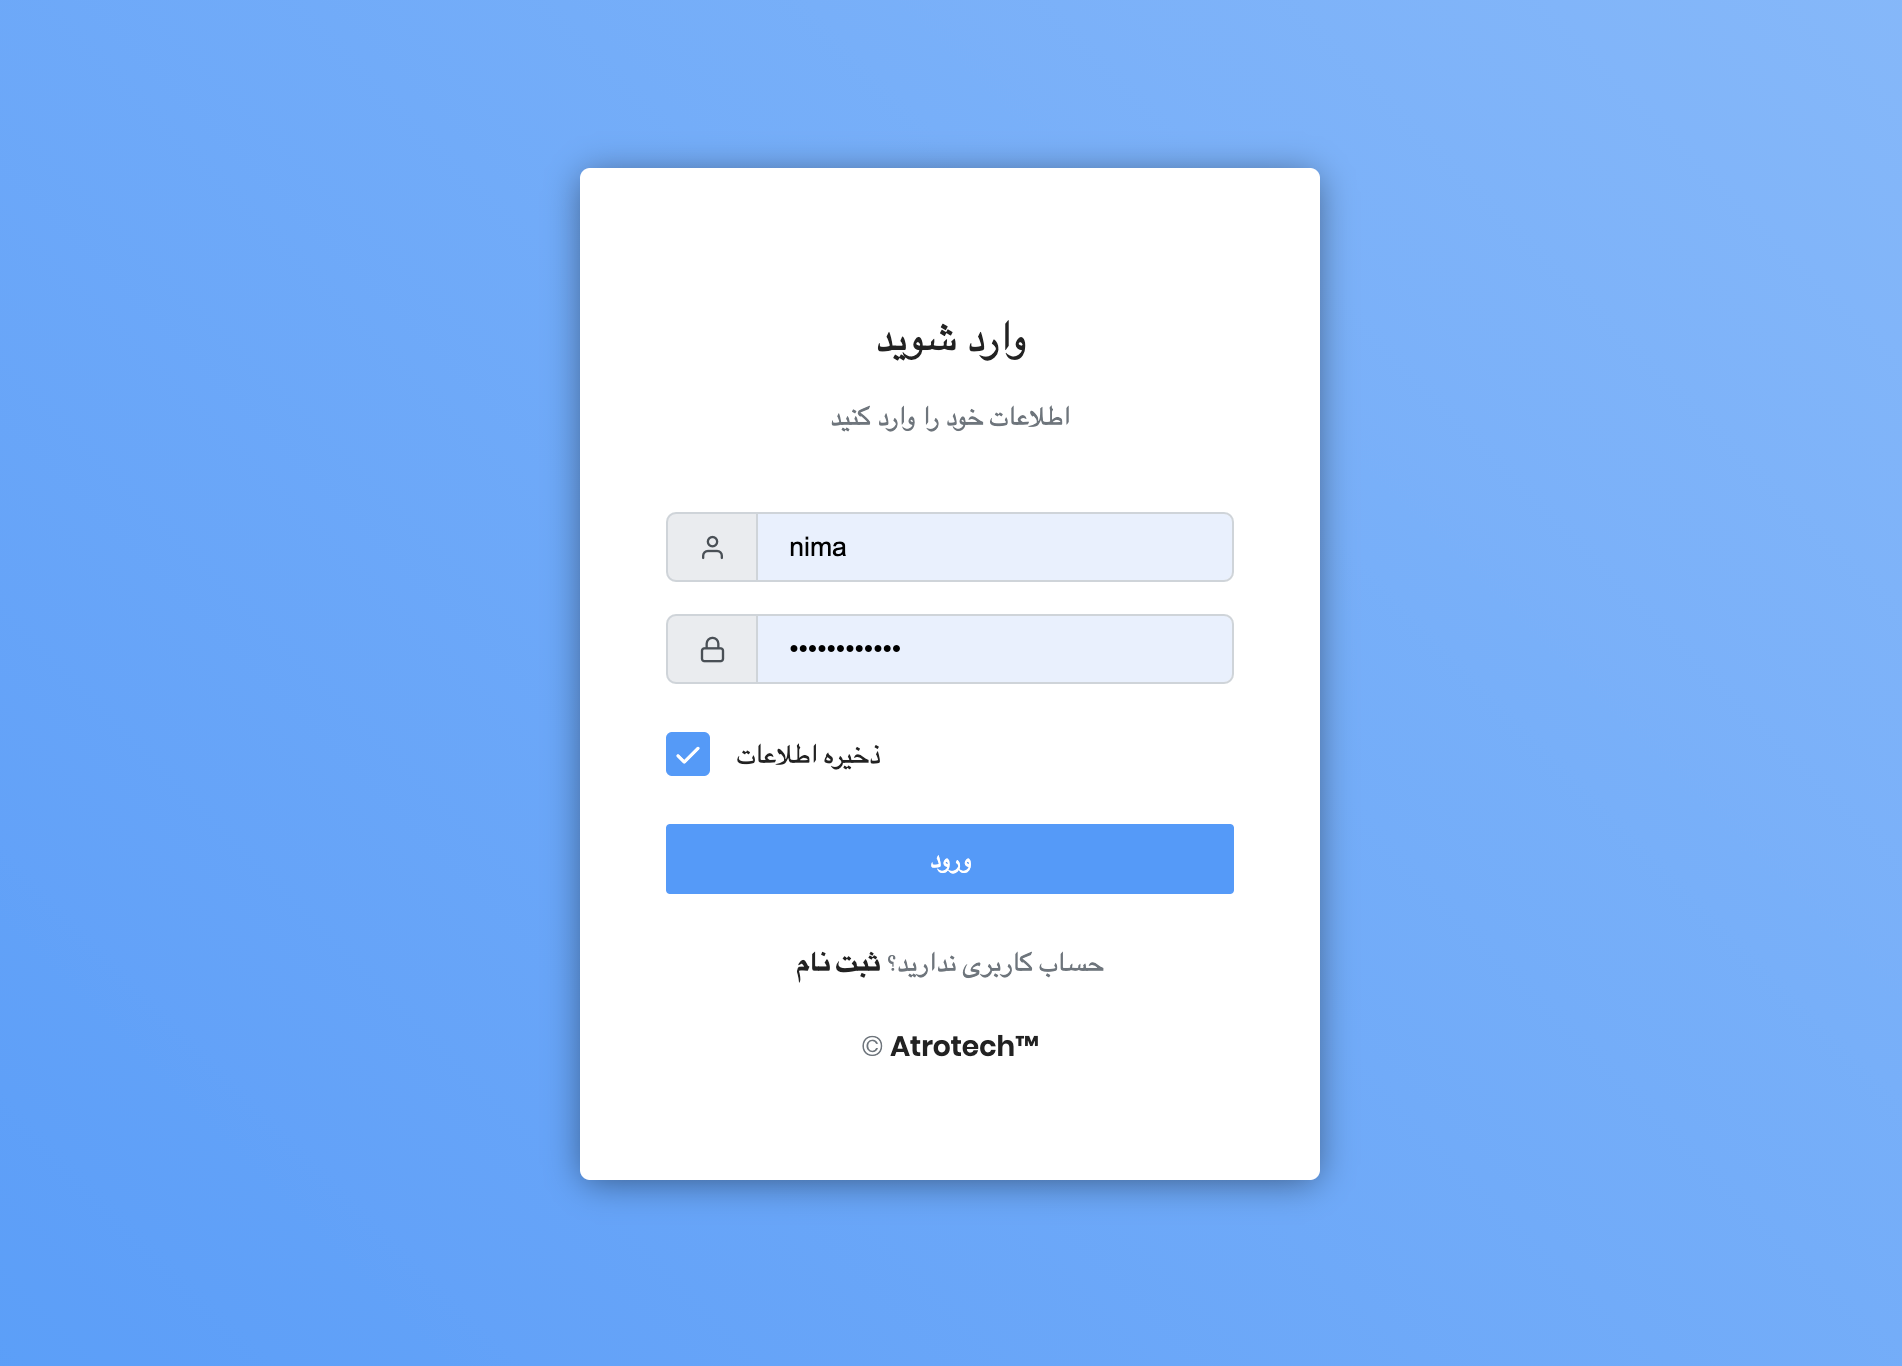 وارد شوید
اطلاعات خود را وارد کنید
nima
••••••••••••
ذخیره اطلاعات
ورود
حساب کاربری ندارید؟ ثبت نام
© Atrotech™